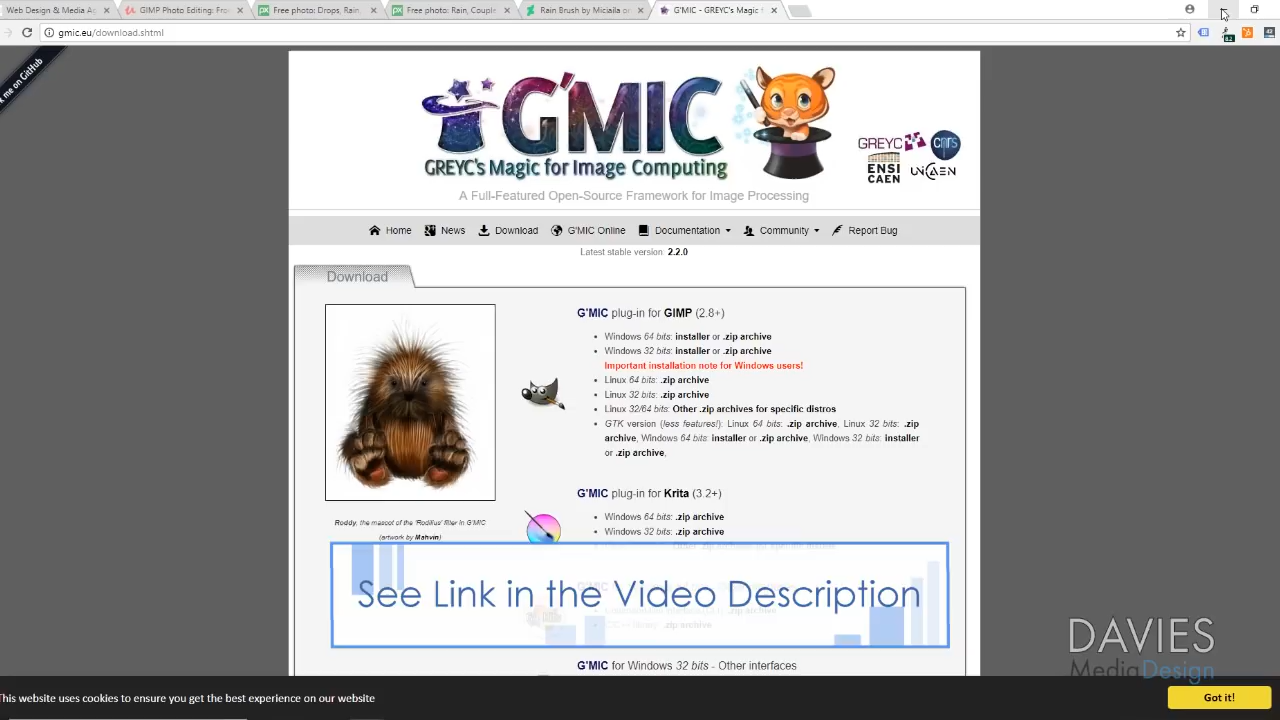 Web Design & Media Ag
GIMP Photo Editing: Fro
Free photo: Drops, Rain,
Free photo: Rain, Couple
Rain Brush by Miciaila on
G'MIC - GREYC's Magic f
gmic.eu/download.shtml
k me on GitHub
G'MIC
GREYC's Magic for Image Computing
GREYC
cnrs
ENSI
CAEN
UNICAEN
A Full-Featured Open-Source Framework for Image Processing
Home News Download G'MIC Online Documentation Community Report Bug
Latest stable version: 2.2.0
Download
G'MIC plug-in for GIMP (2.8+)
Windows 64 bits: installer or .zip archive
Windows 32 bits: installer or .zip archive
Important installation note for Windows users!
Linux 64 bits: .zip archive
Linux 32 bits: .zip archive
Linux 32/64 bits: Other .zip archives for specific distros
GTK version (less features!): Linux 64 bits: .zip archive, Linux 32 bits: .zip
archive, Windows 64 bits: installer or .zip archive, Windows 32 bits: installer
or .zip archive,
G'MIC plug-in for Krita (3.2+)
Windows 64 bits: .zip archive
Windows 32 bits: .zip archive
Roddy, the mascot of the 'Rodilius' filter in G'MIC
(artwork by Mahvin)
See Link in the Video Description
G'MIC for Windows 32 bits - Other interfaces
DAVIES
MediaDesign
This website uses cookies to ensure you get the best experience on our website
Got it!